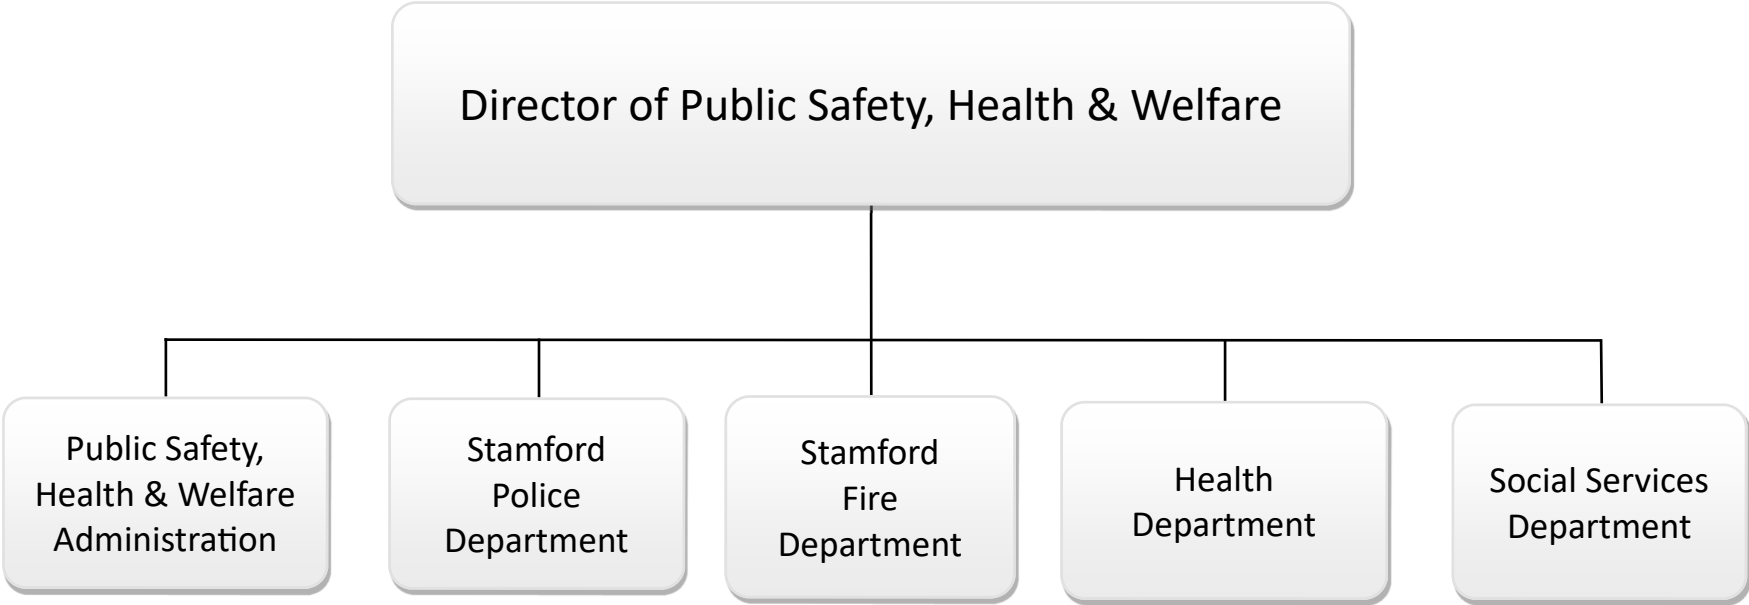 Director of Public Safety, Health & Welfare
Public Safety,
Health & Welfare
Administration
Stamford
Police
Department
Stamford
Fire
Department
Health
Department
Social Services
Department